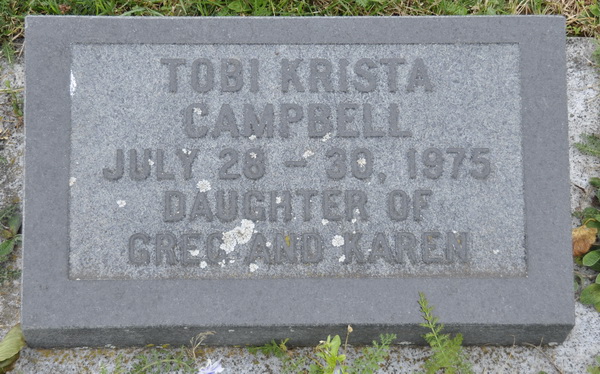 TOBI KRISTA
CAMPBELL
JULY 28 - 30, 1975
DAUGHTER OF
GREG AND KAREN